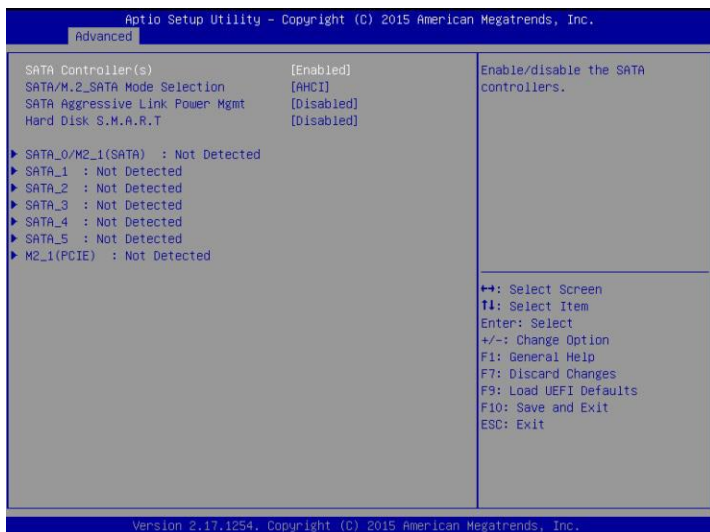 Aptio Setup Utility – Copyright (C) 2015 American Megatrends, Inc.
Advanced
SATA Controller(s) [Enabled]
SATA/M.2_SATA Mode Selection [AHCI]
SATA Aggressive Link Power Mgmt [Disabled]
Hard Disk S.M.A.R.T [Disabled]
▶ SATA_0/M2_1(SATA) : Not Detected
▶ SATA_1 : Not Detected
▶ SATA_2 : Not Detected
▶ SATA_3 : Not Detected
▶ SATA_4 : Not Detected
▶ SATA_5 : Not Detected
▶ M2_1(PCIE) : Not Detected
Enable/disable the SATA
controllers.
↔: Select Screen
↑↓: Select Item
Enter: Select
+/-: Change Option
F1: General Help
F7: Discard Changes
F9: Load UEFI Defaults
F10: Save and Exit
ESC: Exit
Version 2.17.1254. Copyright (C) 2015 American Megatrends, Inc.